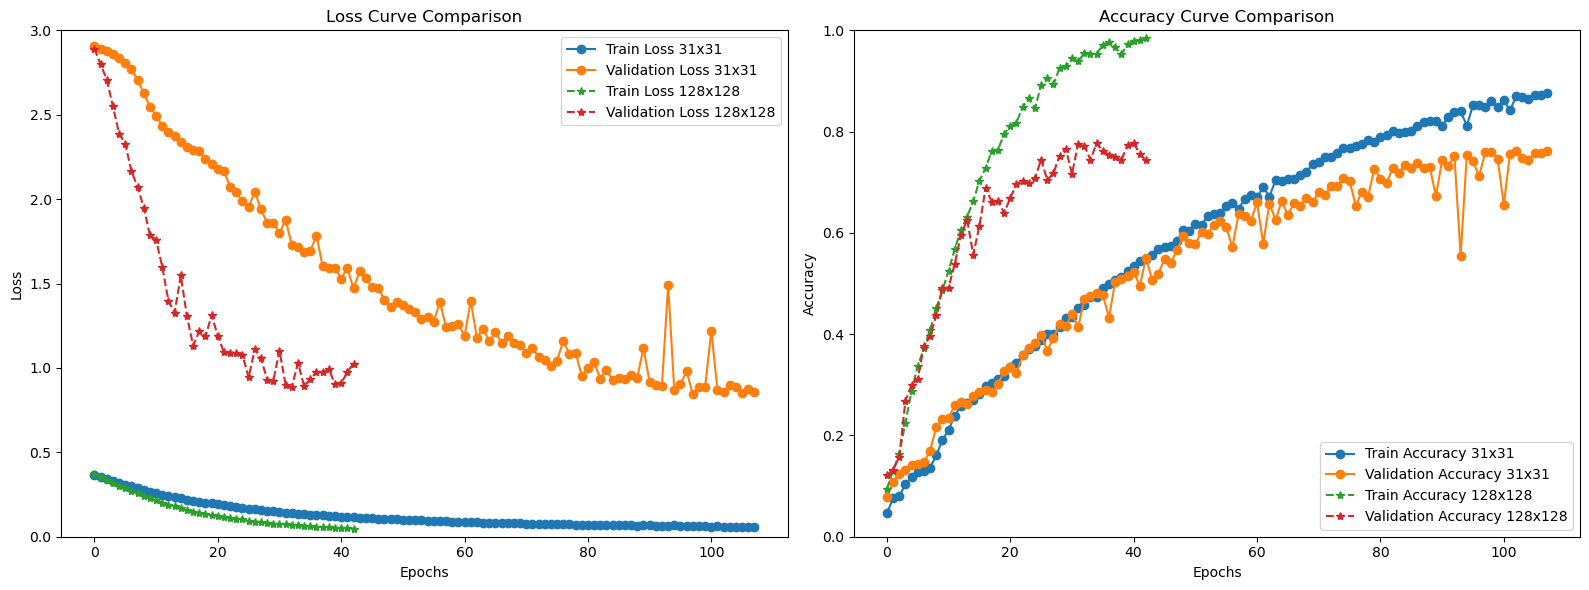 Loss Curve Comparison
3.0
2.5
2.0
1.5
1.0
0.5
0.0
Loss
0
20
40
60
80
100
Epochs
Train Loss 31x31
Validation Loss 31x31
Train Loss 128x128
Validation Loss 128x128
Accuracy Curve Comparison
1.0
0.8
0.6
0.4
0.2
0.0
Accuracy
0
20
40
60
80
100
Epochs
Train Accuracy 31x31
Validation Accuracy 31x31
Train Accuracy 128x128
Validation Accuracy 128x128